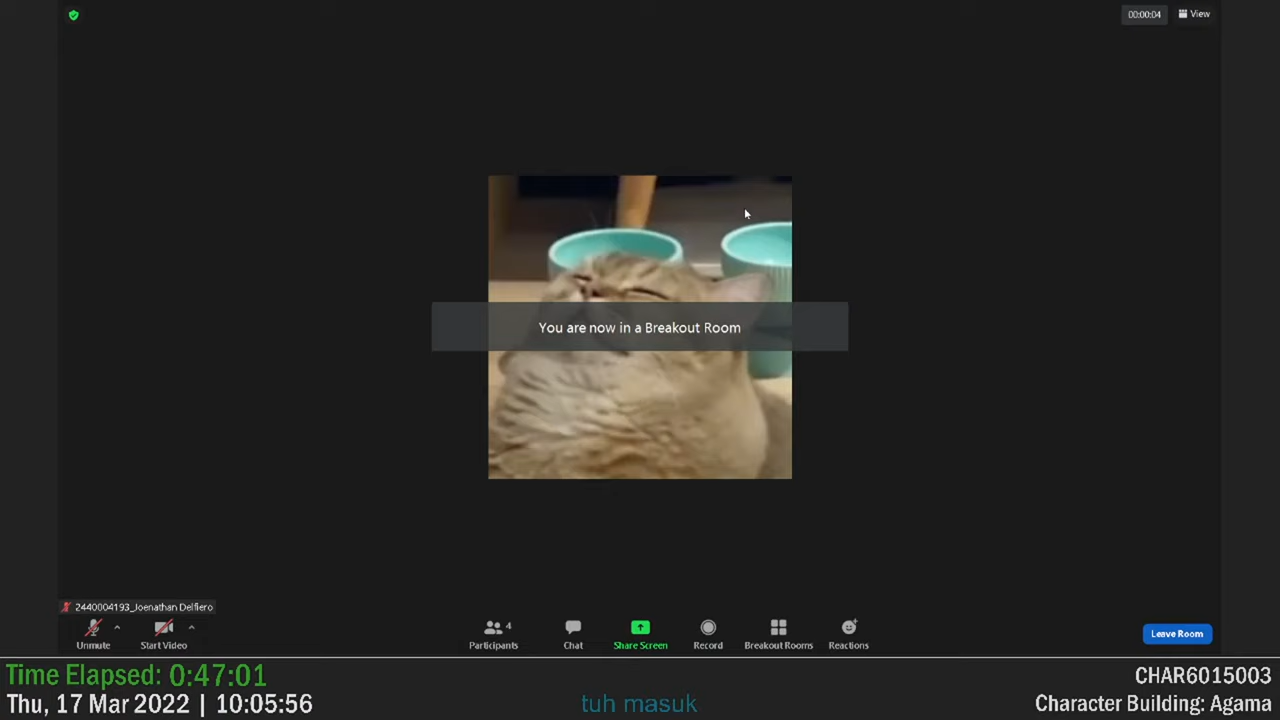 00:00:04
View
You are now in a Breakout Room
2440004193_Joenathan Delfiero
Unmute
Start Video
Participants
4
Chat
Share Screen
Record
Breakout Rooms
Reactions
Leave Room
Time Elapsed: 0:47:01
Thu, 17 Mar 2022 | 10:05:56
tuh masuk
CHAR6015003
Character Building: Agama